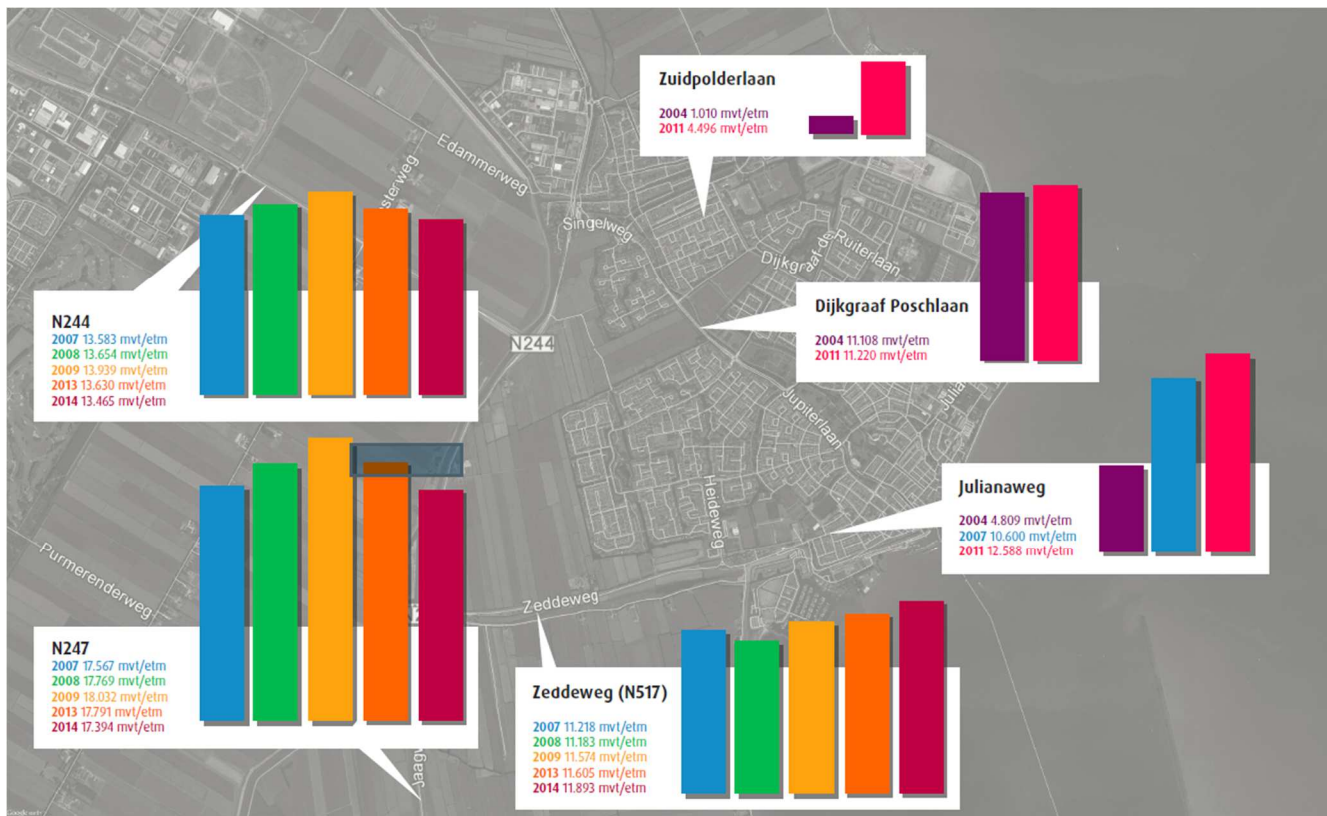 Zuidpolderlaan
2004 1.010 mvt/etm
2011 4.496 mvt/etm
Edammerweg
Singelweg
Dijkgraaf de
Ruiterlaan
Dijkgraaf Poschlaan
2004 11.108 mvt/etm
2011 11.220 mvt/etm
N244
2007 13.583 mvt/etm
2008 13.654 mvt/etm
2009 13.939 mvt/etm
2013 13.630 mvt/etm
2014 13.465 mvt/etm
N244
Jupiterlaan
Heideweg
Julianaweg
2004 4.809 mvt/etm
2007 10.600 mvt/etm
2011 12.588 mvt/etm
Purmerenderweg
Zeddeweg
N247
2007 17.567 mvt/etm
2008 17.769 mvt/etm
2009 18.032 mvt/etm
2013 17.791 mvt/etm
2014 17.394 mvt/etm
Zeddeweg (N517)
2007 11.218 mvt/etm
2008 11.183 mvt/etm
2009 11.574 mvt/etm
2013 11.605 mvt/etm
2014 11.893 mvt/etm